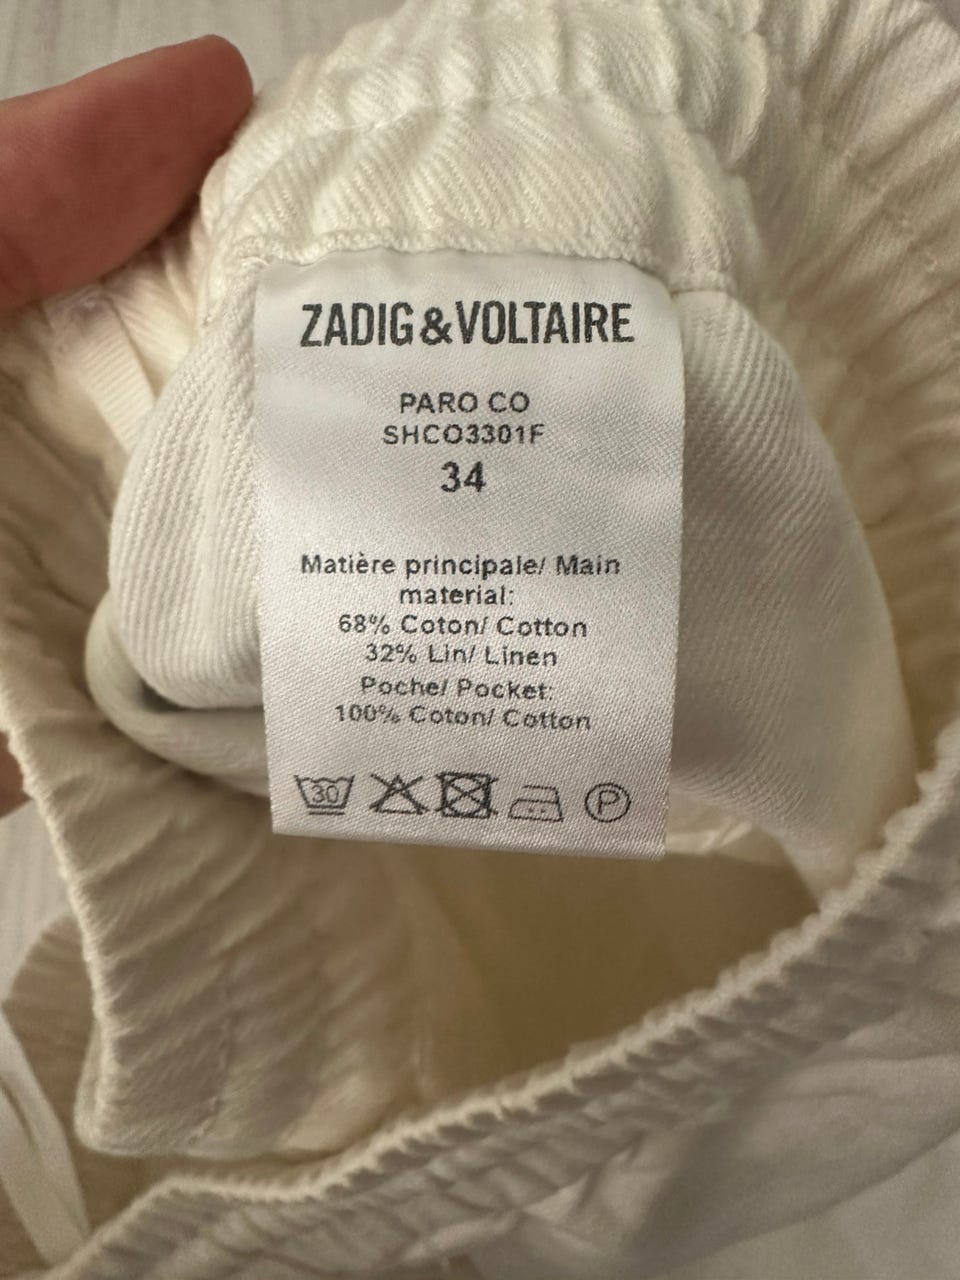 ZADIG&VOLTAIRE
PARO CO
SHCO3301F
34
Matière principale/ Main
material:
68% Coton/ Cotton
32% Lin/ Linen
Poche/ Pocket:
100% Coton/ Cotton
30 P